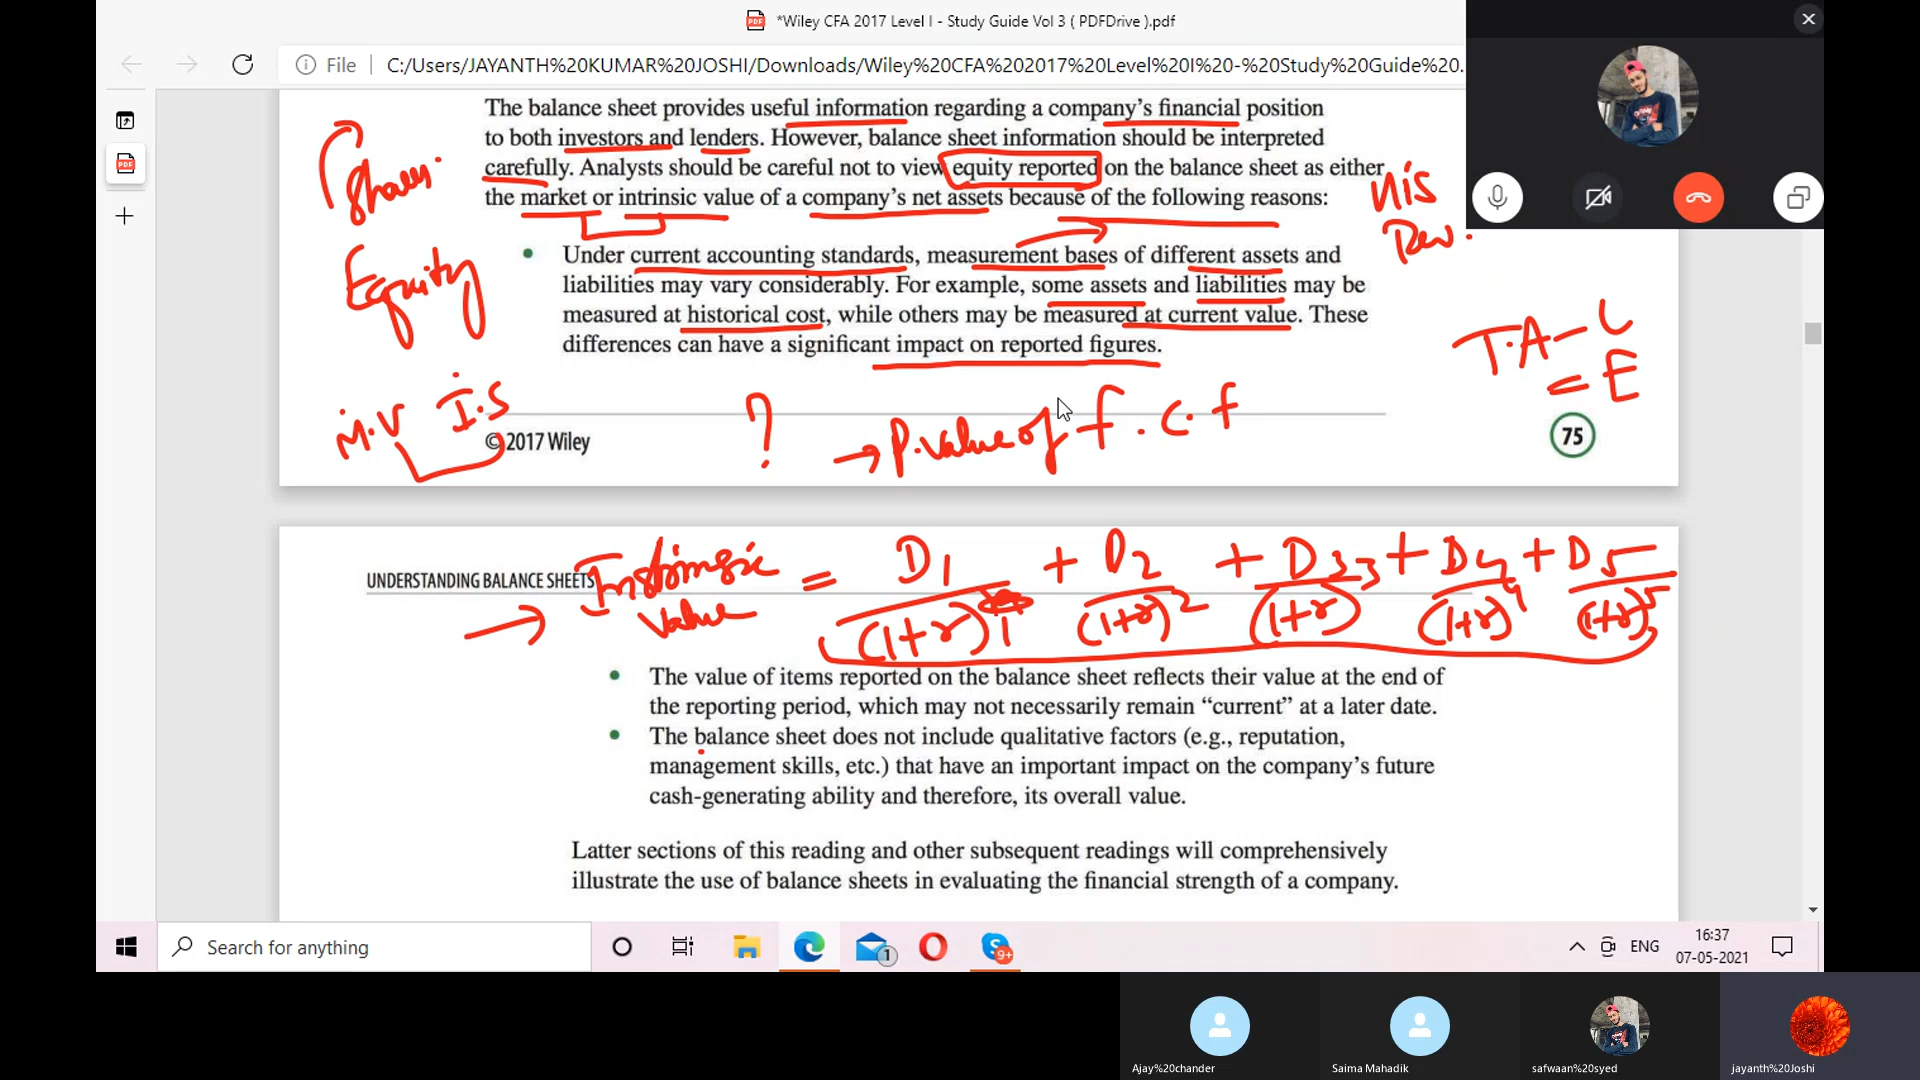 *Wiley CFA 2017 Level I - Study Guide Vol 3 ( PDFDrive ).pdf
File
C:/Users/JAYANTH%20KUMAR%20JOSHI/Downloads/Wiley%20CFA%202017%20Level%20I%20-%20Study%20Guide%20.
The balance sheet provides useful information regarding a company's financial position
to both investors and lenders. However, balance sheet information should be interpreted
carefully. Analysts should be careful not to view equity reported on the balance sheet as either
the market or intrinsic value of a company's net assets because of the following reasons:
Equity
• Under current accounting standards, measurement bases of different assets and
liabilities may vary considerably. For example, some assets and liabilities may be
measured at historical cost, while others may be measured at current value. These
differences can have a significant impact on reported figures.
T.A – L
= E
M.V I.S
?
→ P.value of f.c.f
© 2017 Wiley
75
UNDERSTANDING BALANCE SHEETS
→ Intrinsic value = D1/(1+r)1 + D2/(1+r)2 + D3/(1+r)3 + D4/(1+r)4 + D5/(1+r)5
• The value of items reported on the balance sheet reflects their value at the end of
the reporting period, which may not necessarily remain “current” at a later date.
• The balance sheet does not include qualitative factors (e.g., reputation,
management skills, etc.) that have an important impact on the company's future
cash-generating ability and therefore, its overall value.
Latter sections of this reading and other subsequent readings will comprehensively
illustrate the use of balance sheets in evaluating the financial strength of a company.
Search for anything
1
9+
ENG
16:37
07-05-2021
Ajay%20chander
Saima Mahadik
safwaan%20syed
jayanth%20Joshi